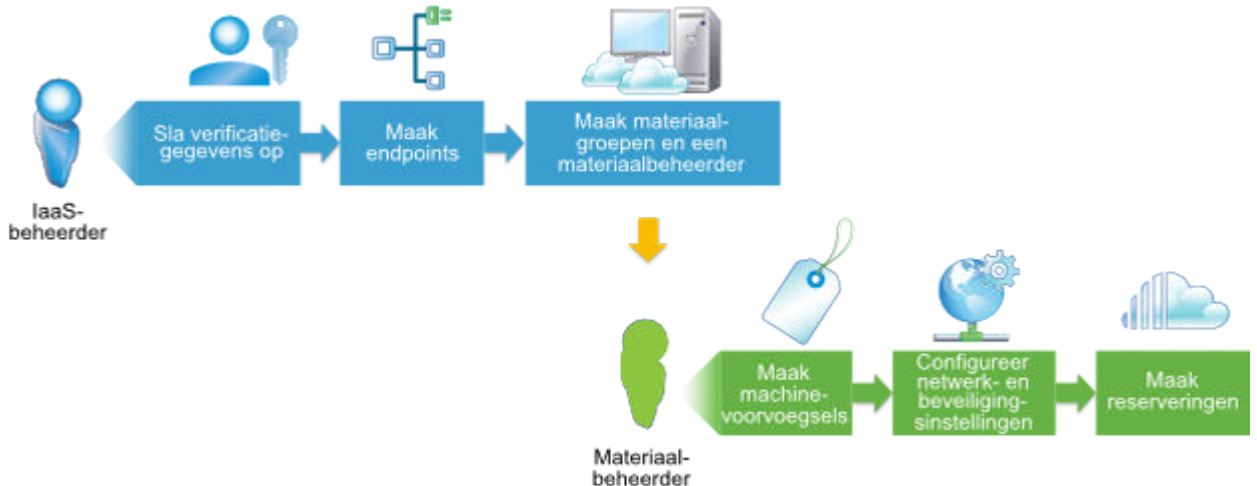 Sla verificatie-
gegevens op
Maak
endpoints
Maak materiaal-
groepen en een
materiaalbeheerder
IaaS-
beheerder
Maak
machine-
voorvoegsels
Configureer
netwerk- en
beveiliging-
sinstellingen
Maak
reserveringen
Materiaal-
beheerder